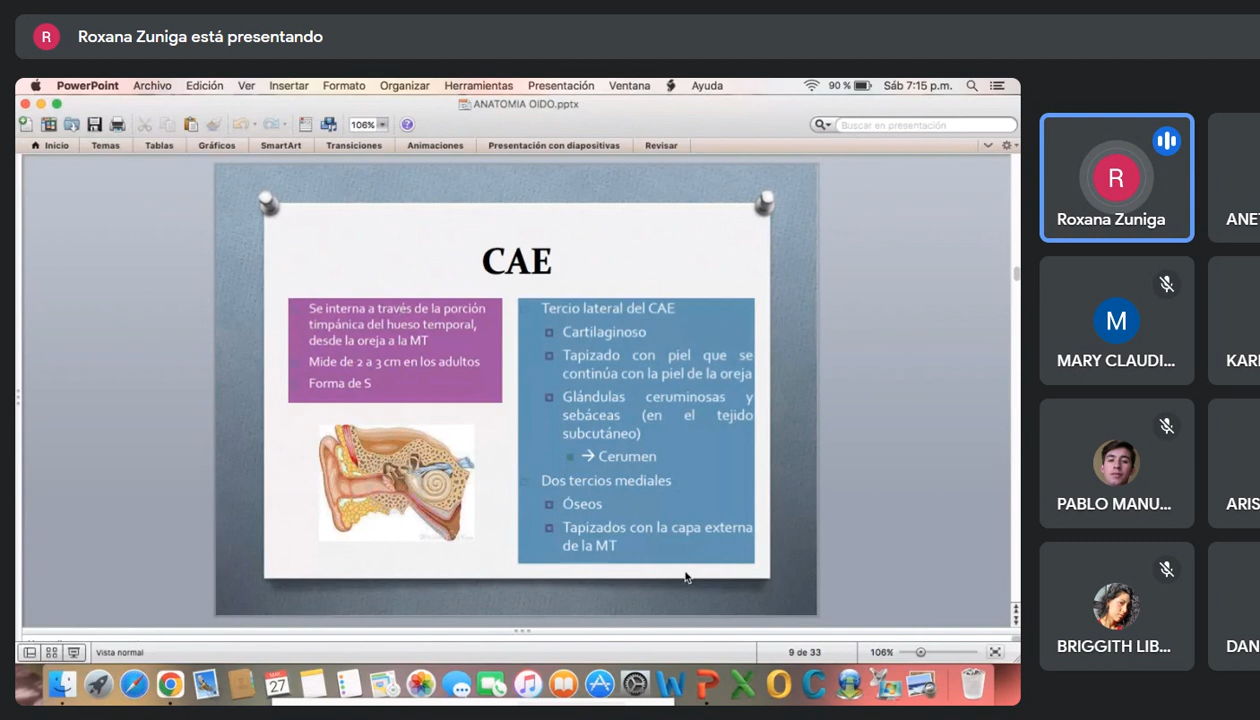 R Roxana Zuniga está presentando
PowerPoint Archivo Edición Ver Insertar Formato Organizar Herramientas Presentación Ventana Ayuda 90 % Sáb 7:15 p.m.
ANATOMIA OIDO.pptx
106% Buscar en presentación
Inicio Temas Tablas Gráficos SmartArt Transiciones Animaciones Presentación con diapositivas Revisar
CAE
Se interna a través de la porción
timpánica del hueso temporal,
desde la oreja a la MT
Mide de 2 a 3 cm en los adultos
Forma de S
Tercio lateral del CAE
Cartilaginoso
Tapizado con piel que se
continúa con la piel de la oreja
Glándulas ceruminosas y
sebáceas (en el tejido
subcutáneo)
→ Cerumen
Dos tercios mediales
Óseos
Tapizados con la capa externa
de la MT
Vista normal 9 de 33 106%
27
R
Roxana Zuniga
ANE
M
MARY CLAUDI...
KARI
PABLO MANU...
ARIS
BRIGGITH LIB...
DAN